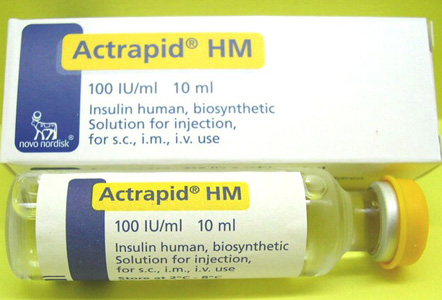 Actrapid® HM
100 IU/ml 10 ml
Insulin human, biosynthetic
Solution for injection,
for s.c., i.m., i.v. use
novo nordisk®
Actrapid® HM
100 IU/ml 10 ml
Insulin human, biosynthetic
Solution for injection,
for s.c., i.m., i.v. use
Store at 2°C - 8°C